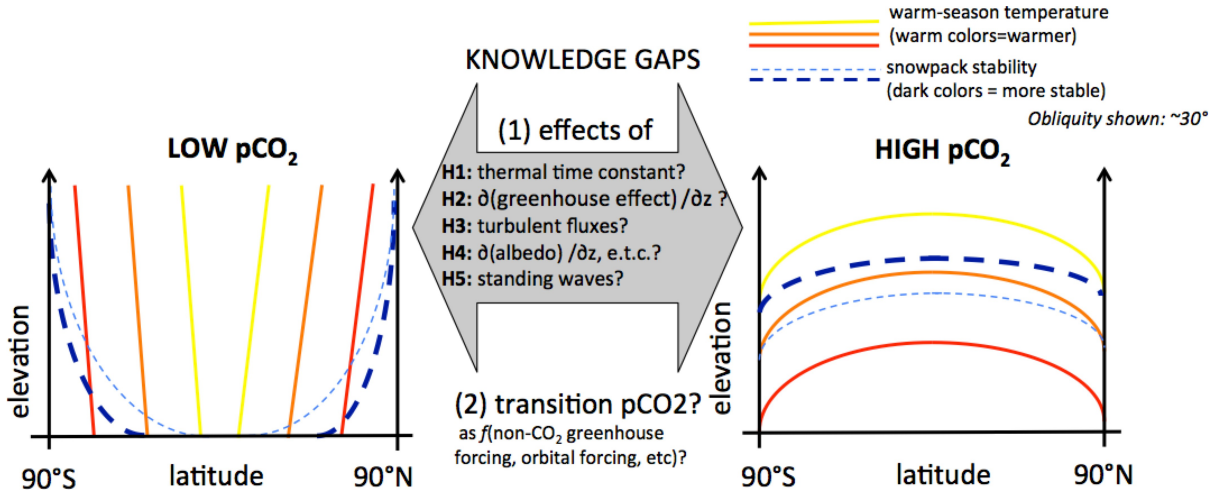 warm-season temperature
(warm colors=warmer)
snowpack stability
(dark colors = more stable)
Obliquity shown: ~30°
KNOWLEDGE GAPS
(1) effects of
H1: thermal time constant?
H2: ∂(greenhouse effect) /∂z ?
H3: turbulent fluxes?
H4: ∂(albedo) /∂z, e.t.c.?
H5: standing waves?
(2) transition pCO2?
as f(non-CO₂ greenhouse
forcing, orbital forcing, etc)?
LOW pCO₂
elevation
90°S
latitude
90°N
HIGH pCO₂
elevation
90°S
latitude
90°N